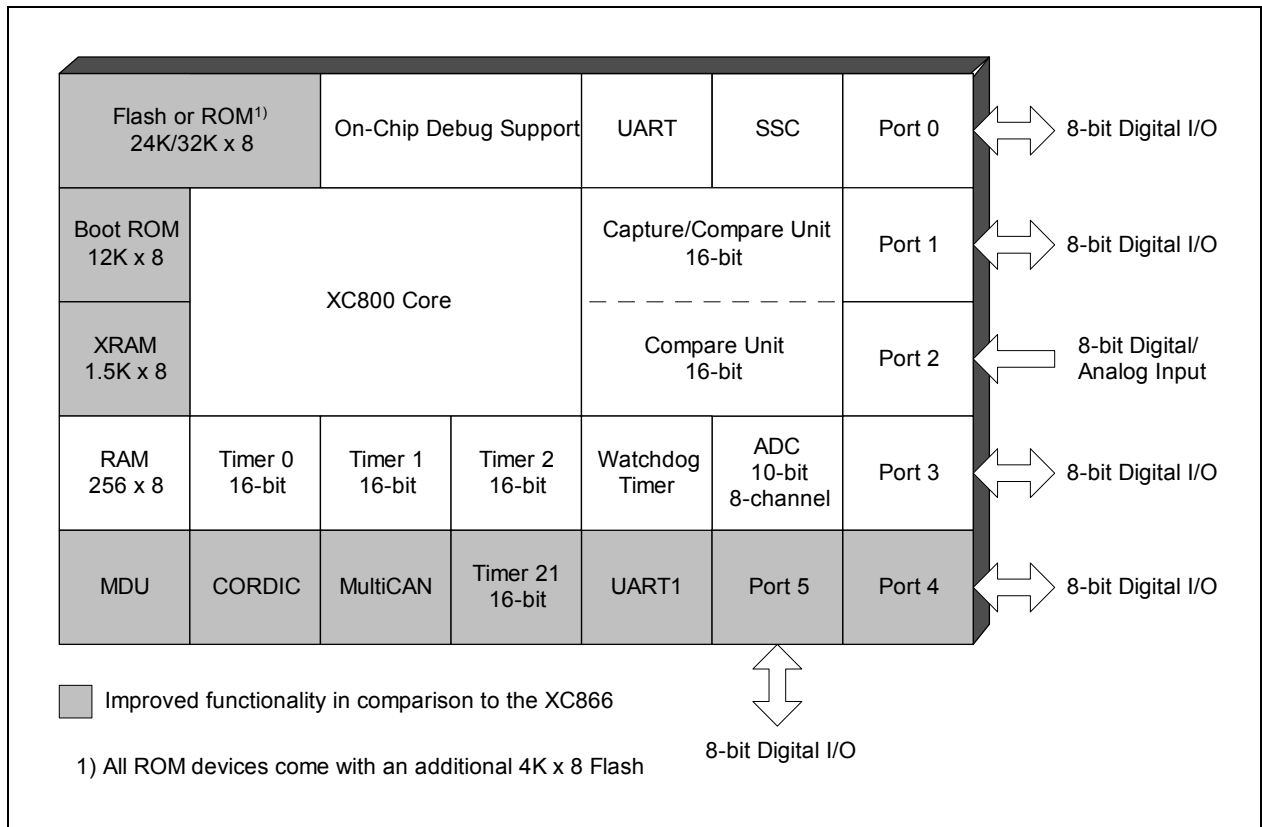 Flash or ROM1)
24K/32K x 8
On-Chip Debug Support
UART
SSC
Port 0
8-bit Digital I/O
Boot ROM
12K x 8
XC800 Core
Capture/Compare Unit
16-bit
Port 1
8-bit Digital I/O
XRAM
1.5K x 8
Compare Unit
16-bit
Port 2
8-bit Digital/
Analog Input
RAM
256 x 8
Timer 0
16-bit
Timer 1
16-bit
Timer 2
16-bit
Watchdog
Timer
ADC
10-bit
8-channel
Port 3
8-bit Digital I/O
MDU
CORDIC
MultiCAN
Timer 21
16-bit
UART1
Port 5
Port 4
8-bit Digital I/O
Improved functionality in comparison to the XC866
8-bit Digital I/O
1) All ROM devices come with an additional 4K x 8 Flash